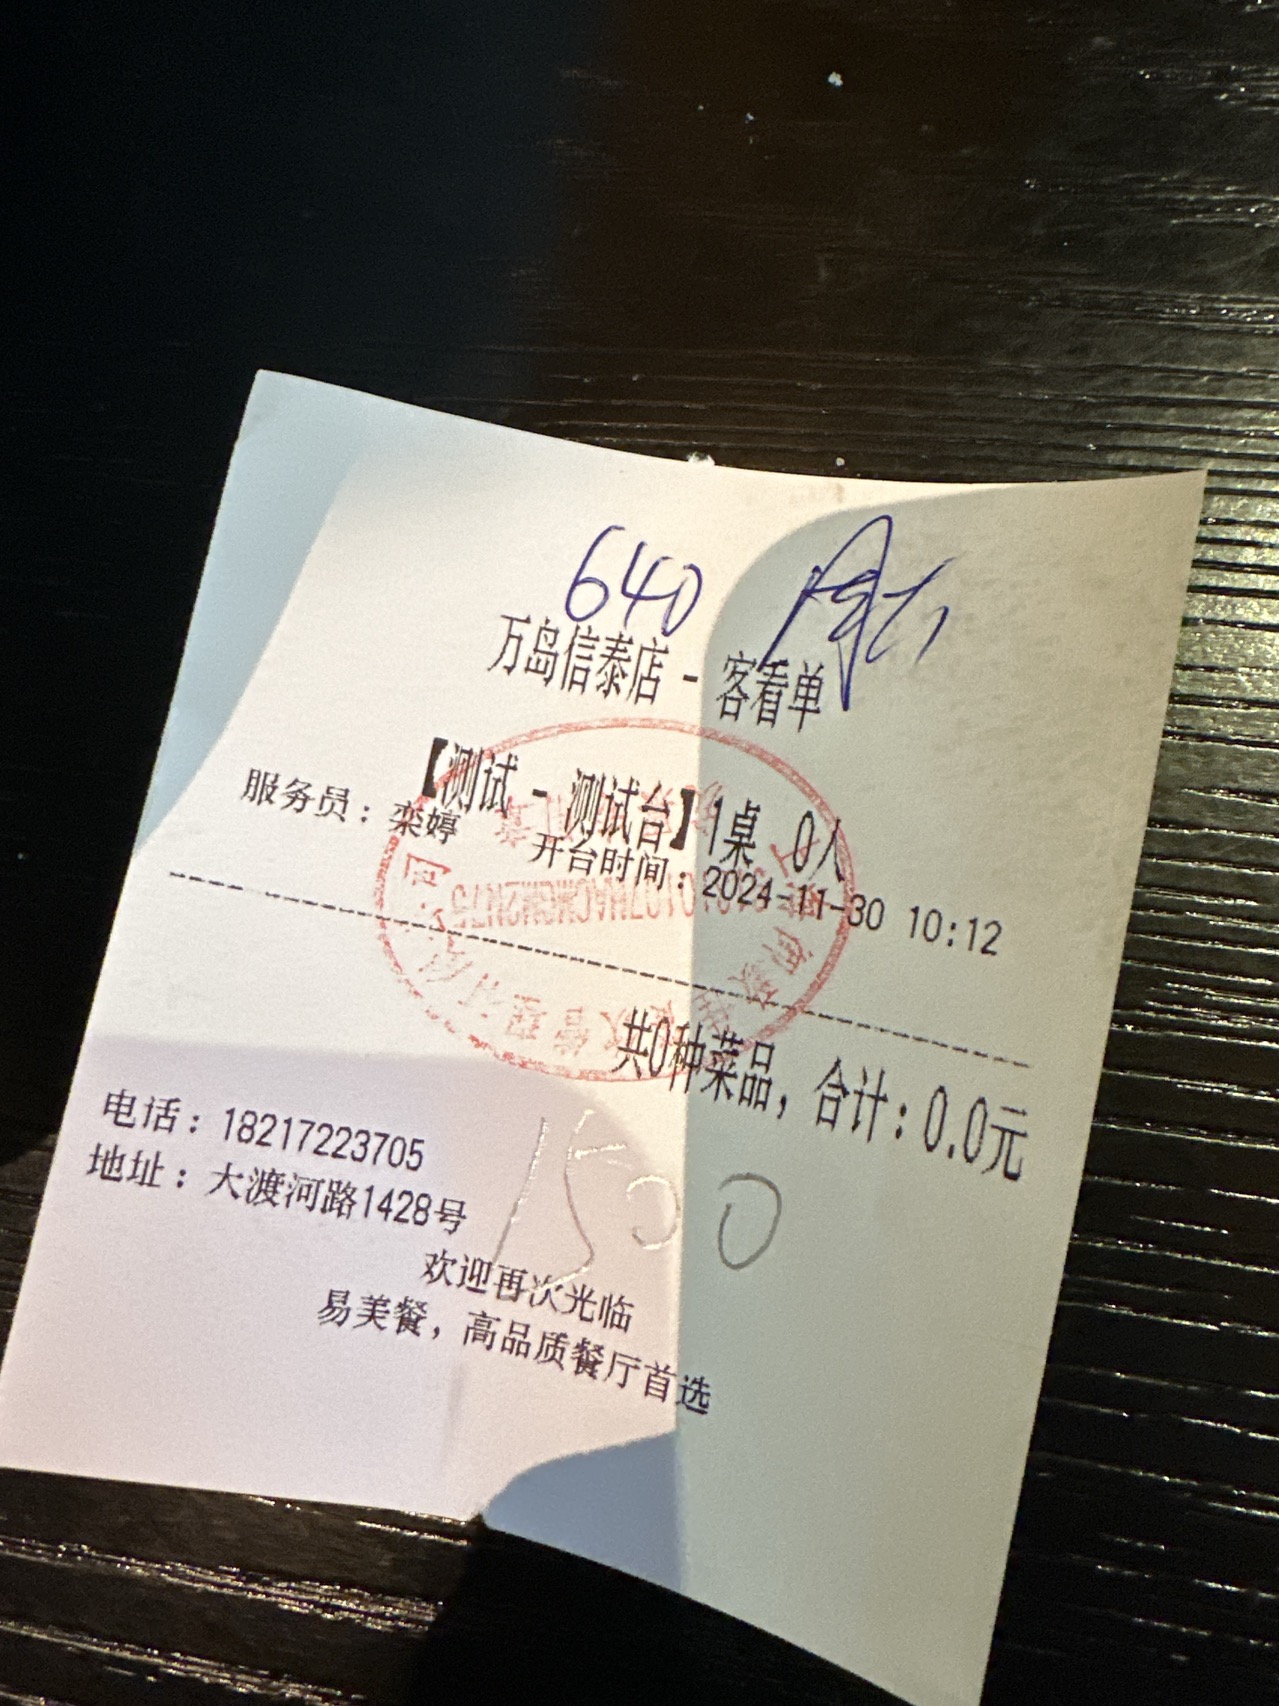 640
万岛信泰店 - 客看单
【测试 - 测试台】1桌 0人
服务员：栾婷 开台时间：2024-11-30 10:12
共0种菜品，合计：0.0元
1500
电话：18217223705
地址：大渡河路1428号
欢迎再次光临
易美餐，高品质餐厅首选